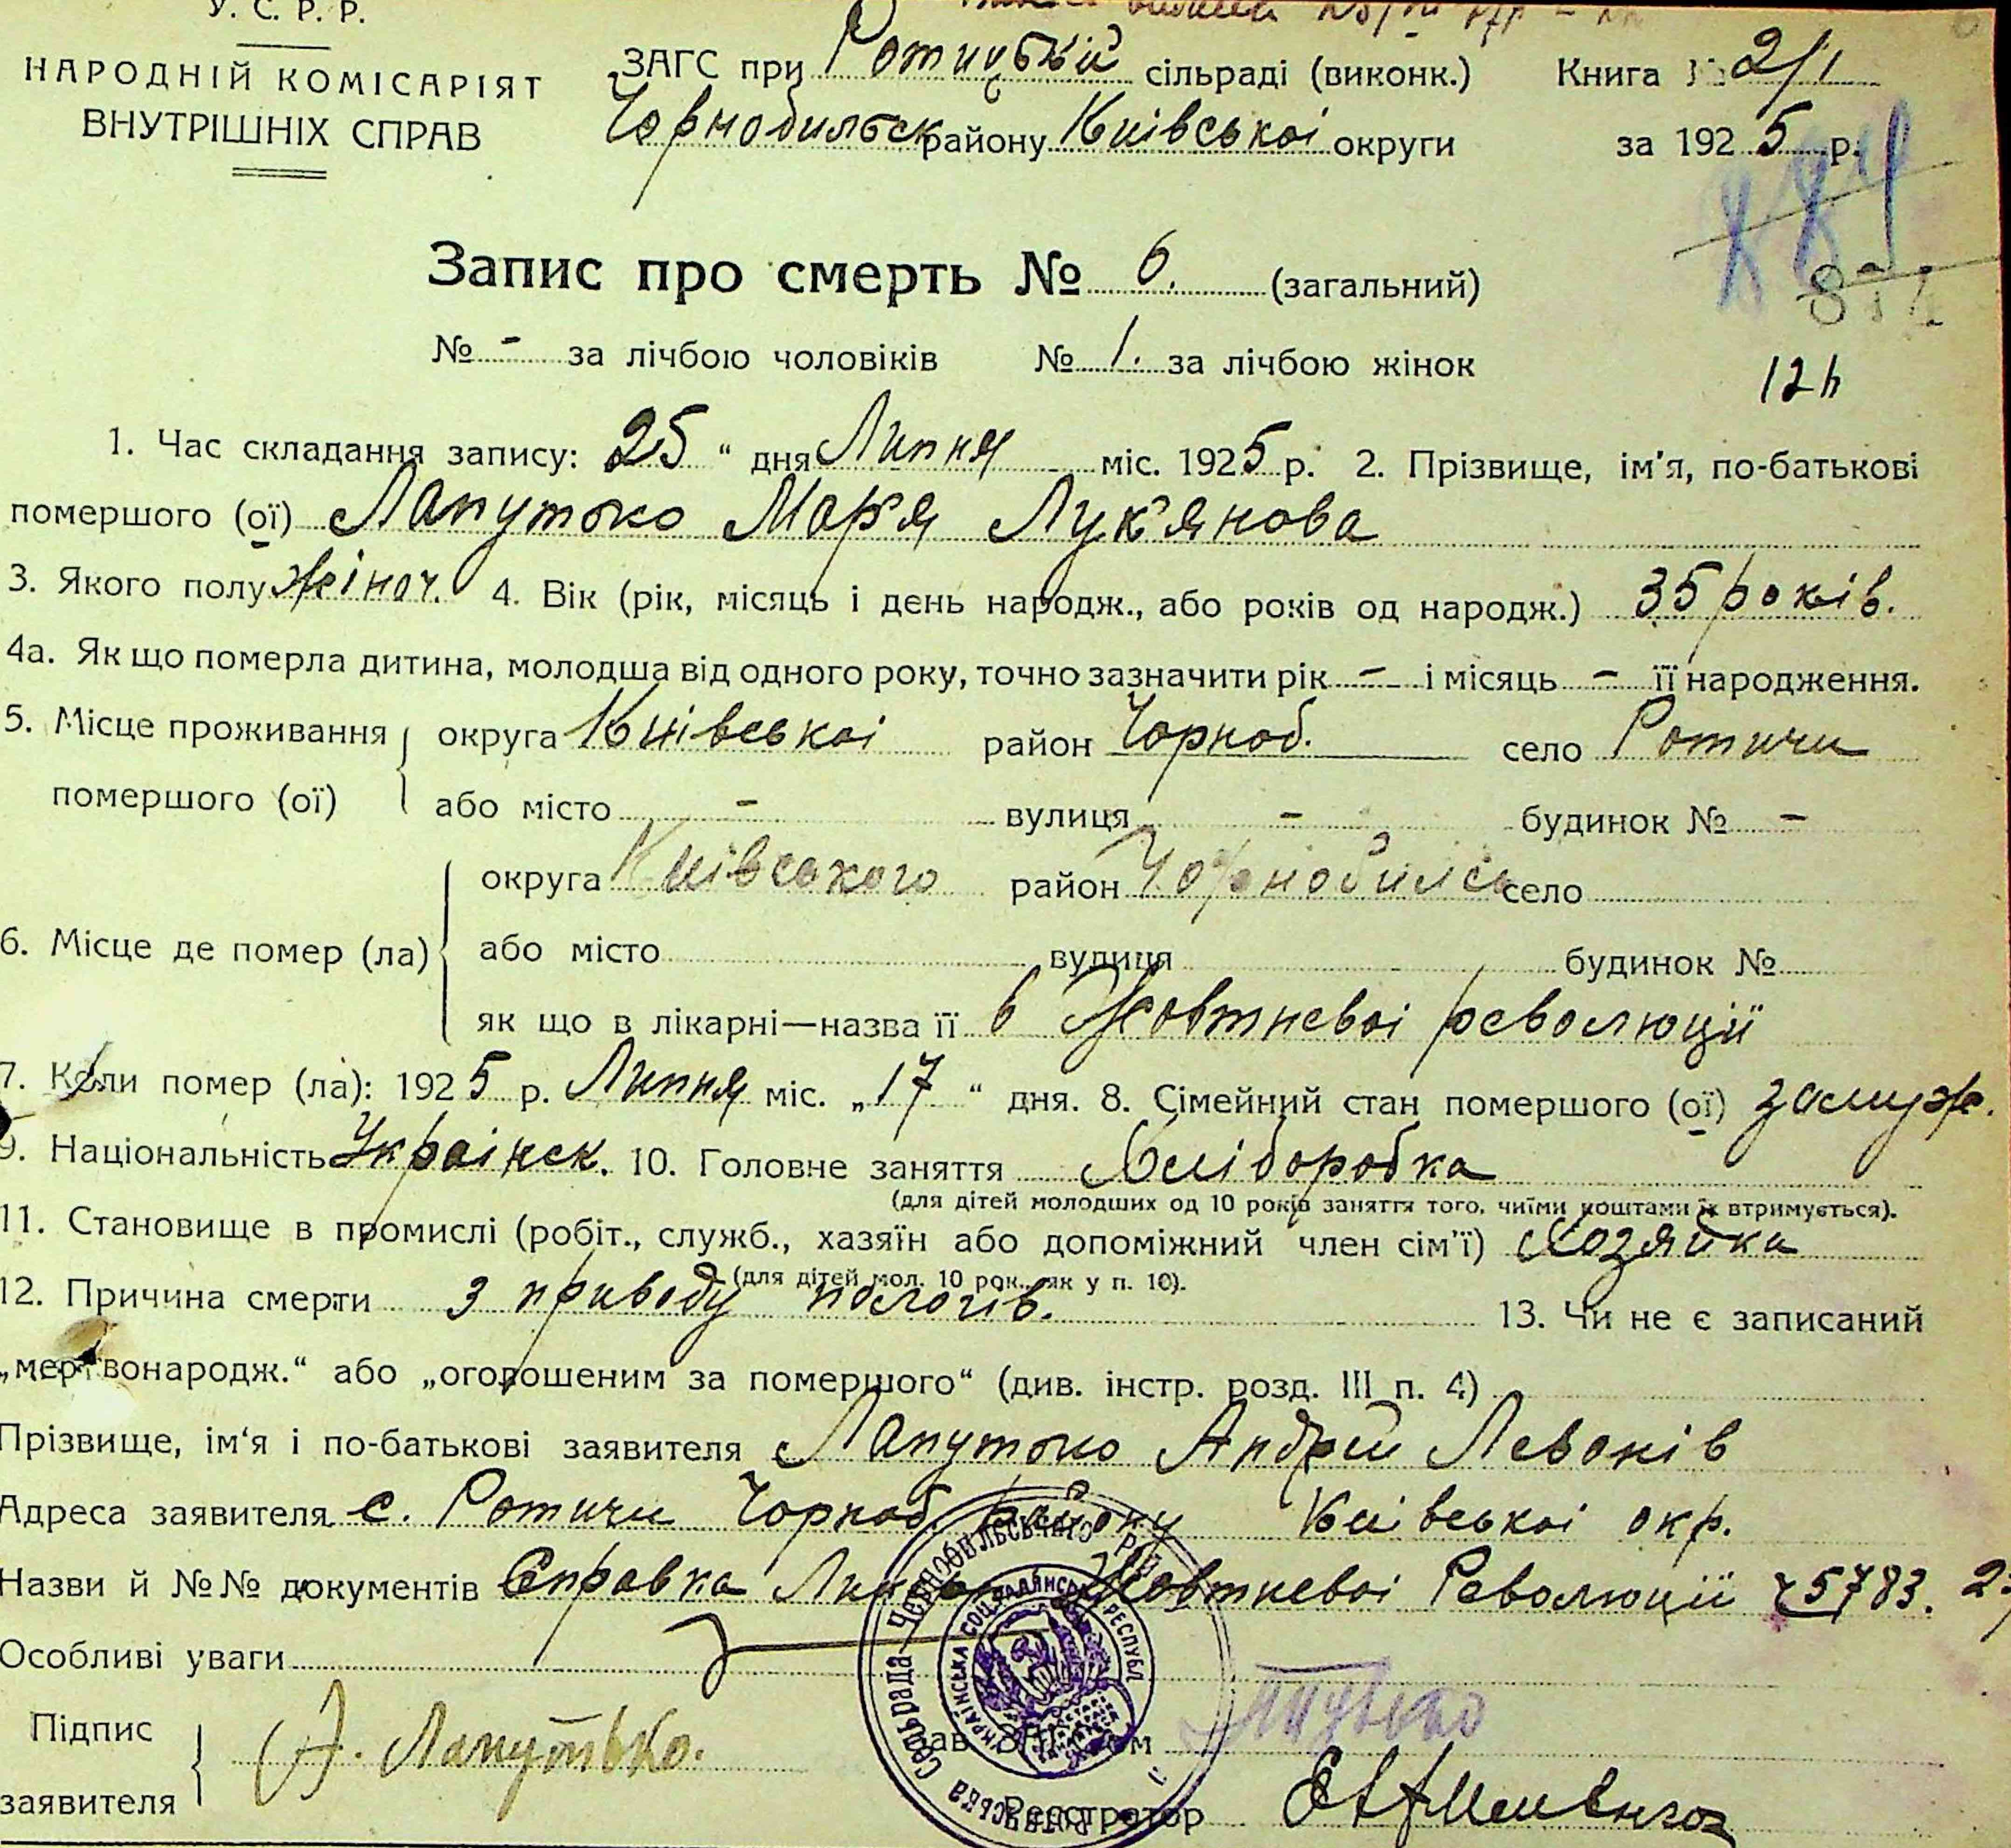 У. С. Р. Р.
НАРОДНІЙ КОМІСАРІЯТ
ВНУТРІШНІХ СПРАВ
ЗАГС при Ротицькій сільраді (виконк.) Книга № 2/1
Чорнобильск району Київської округи за 1925 р.
Запис про смерть № 6. (загальний)
874
№ - за лічбою чоловіків № 1. за лічбою жінок
12 h
1. Час складання запису: 25 " дня Липня міс. 1925 р. 2. Прізвище, ім'я, по-батькові
помершого (ої) Лапутько Мар'я Лук'янова
3. Якого полу жіноч. 4. Вік (рік, місяць і день народж., або років од народж.) 35 років.
4а. Як що померла дитина, молодша від одного року, точно зазначити рік - і місяць - її народження.
5. Місце проживання округа Київської район Чорноб. село Ротичи
помершого (ої) або місто - вулиця - будинок № -
округа Київського район Чорнобильсь село
6. Місце де помер (ла) або місто вулиця будинок №
як що в лікарні—назва її в Жовтневої революції
7. Коли помер (ла): 1925 р. Липня міс. „17 " дня. 8. Сімейний стан помершого (ої) замуж.
9. Національність Українск. 10. Головне заняття Хліборобка
(для дітей молодших од 10 років заняття того, чиїми коштами їх втримується).
11. Становище в промислі (робіт., служб., хазяїн або допоміжний член сім'ї) Хозяйка
(для дітей мол. 10 рок. як у п. 10).
12. Причина смерти з приводу пологів. 13. Чи не є записаний
„мертвонародж.“ або „оголошеним за помершого“ (див. інстр. розд. III п. 4)
Прізвище, ім'я і по-батькові заявителя Лапутько Андрій Левонів
Адреса заявителя с. Ротичи Чорноб. району Київської окр.
Назви й №№ документів Справка Жовтневої Революції 5783.
Особливі уваги
Підпис
заявителя
А. Лапутько.
Зав. ЗАГС'ом
Реєстратор